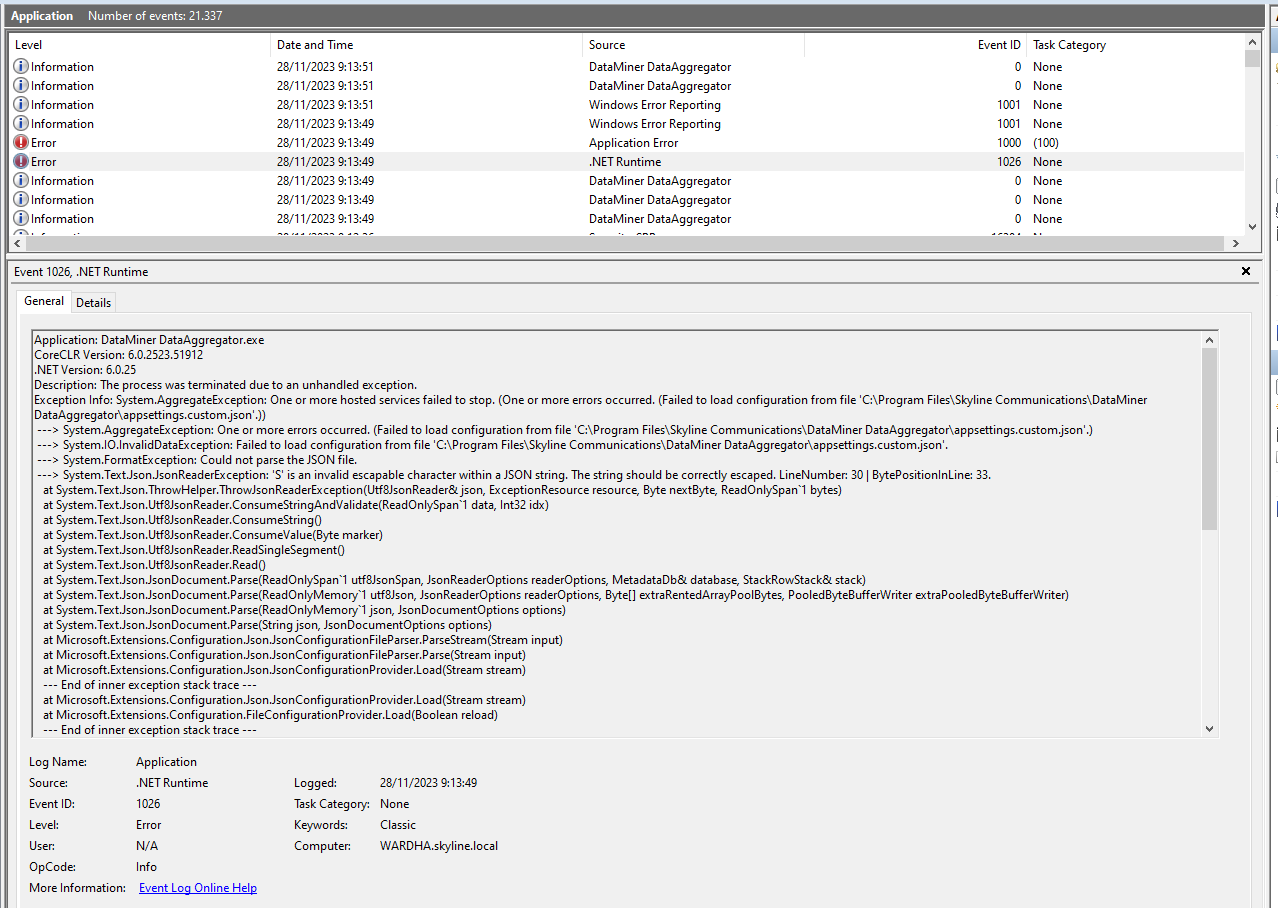 Application Number of events: 21.337
Level Date and Time Source Event ID Task Category
Information 28/11/2023 9:13:51 DataMiner DataAggregator 0 None
Information 28/11/2023 9:13:51 DataMiner DataAggregator 0 None
Information 28/11/2023 9:13:51 Windows Error Reporting 1001 None
Information 28/11/2023 9:13:49 Windows Error Reporting 1001 None
Error 28/11/2023 9:13:49 Application Error 1000 (100)
Error 28/11/2023 9:13:49 .NET Runtime 1026 None
Information 28/11/2023 9:13:49 DataMiner DataAggregator 0 None
Information 28/11/2023 9:13:49 DataMiner DataAggregator 0 None
Information 28/11/2023 9:13:49 DataMiner DataAggregator 0 None
Event 1026, .NET Runtime
General Details
Application: DataMiner DataAggregator.exe
CoreCLR Version: 6.0.2523.51912
.NET Version: 6.0.25
Description: The process was terminated due to an unhandled exception.
Exception Info: System.AggregateException: One or more hosted services failed to stop. (One or more errors occurred. (Failed to load configuration from file 'C:\Program Files\Skyline Communications\DataMiner
DataAggregator\appsettings.custom.json'.))
---> System.AggregateException: One or more errors occurred. (Failed to load configuration from file 'C:\Program Files\Skyline Communications\DataMiner DataAggregator\appsettings.custom.json'.)
---> System.IO.InvalidDataException: Failed to load configuration from file 'C:\Program Files\Skyline Communications\DataMiner DataAggregator\appsettings.custom.json'.
---> System.FormatException: Could not parse the JSON file.
---> System.Text.Json.JsonReaderException: 'S' is an invalid escapable character within a JSON string. The string should be correctly escaped. LineNumber: 30 | BytePositionInLine: 33.
at System.Text.Json.ThrowHelper.ThrowJsonReaderException(Utf8JsonReader& json, ExceptionResource resource, Byte nextByte, ReadOnlySpan`1 bytes)
at System.Text.Json.Utf8JsonReader.ConsumeStringAndValidate(ReadOnlySpan`1 data, Int32 idx)
at System.Text.Json.Utf8JsonReader.ConsumeString()
at System.Text.Json.Utf8JsonReader.ConsumeValue(Byte marker)
at System.Text.Json.Utf8JsonReader.ReadSingleSegment()
at System.Text.Json.Utf8JsonReader.Read()
at System.Text.Json.JsonDocument.Parse(ReadOnlySpan`1 utf8JsonSpan, JsonReaderOptions readerOptions, MetadataDb& database, StackRowStack& stack)
at System.Text.Json.JsonDocument.Parse(ReadOnlyMemory`1 utf8Json, JsonReaderOptions readerOptions, Byte[] extraRentedArrayPoolBytes, PooledByteBufferWriter extraPooledByteBufferWriter)
at System.Text.Json.JsonDocument.Parse(ReadOnlyMemory`1 json, JsonDocumentOptions options)
at System.Text.Json.JsonDocument.Parse(String json, JsonDocumentOptions options)
at Microsoft.Extensions.Configuration.Json.JsonConfigurationFileParser.ParseStream(Stream input)
at Microsoft.Extensions.Configuration.Json.JsonConfigurationFileParser.Parse(Stream input)
at Microsoft.Extensions.Configuration.Json.JsonConfigurationProvider.Load(Stream stream)
--- End of inner exception stack trace ---
at Microsoft.Extensions.Configuration.Json.JsonConfigurationProvider.Load(Stream stream)
at Microsoft.Extensions.Configuration.FileConfigurationProvider.Load(Boolean reload)
--- End of inner exception stack trace ---
Log Name: Application
Source: .NET Runtime Logged: 28/11/2023 9:13:49
Event ID: 1026 Task Category: None
Level: Error Keywords: Classic
User: N/A Computer: WARDHA.skyline.local
OpCode: Info
More Information: Event Log Online Help